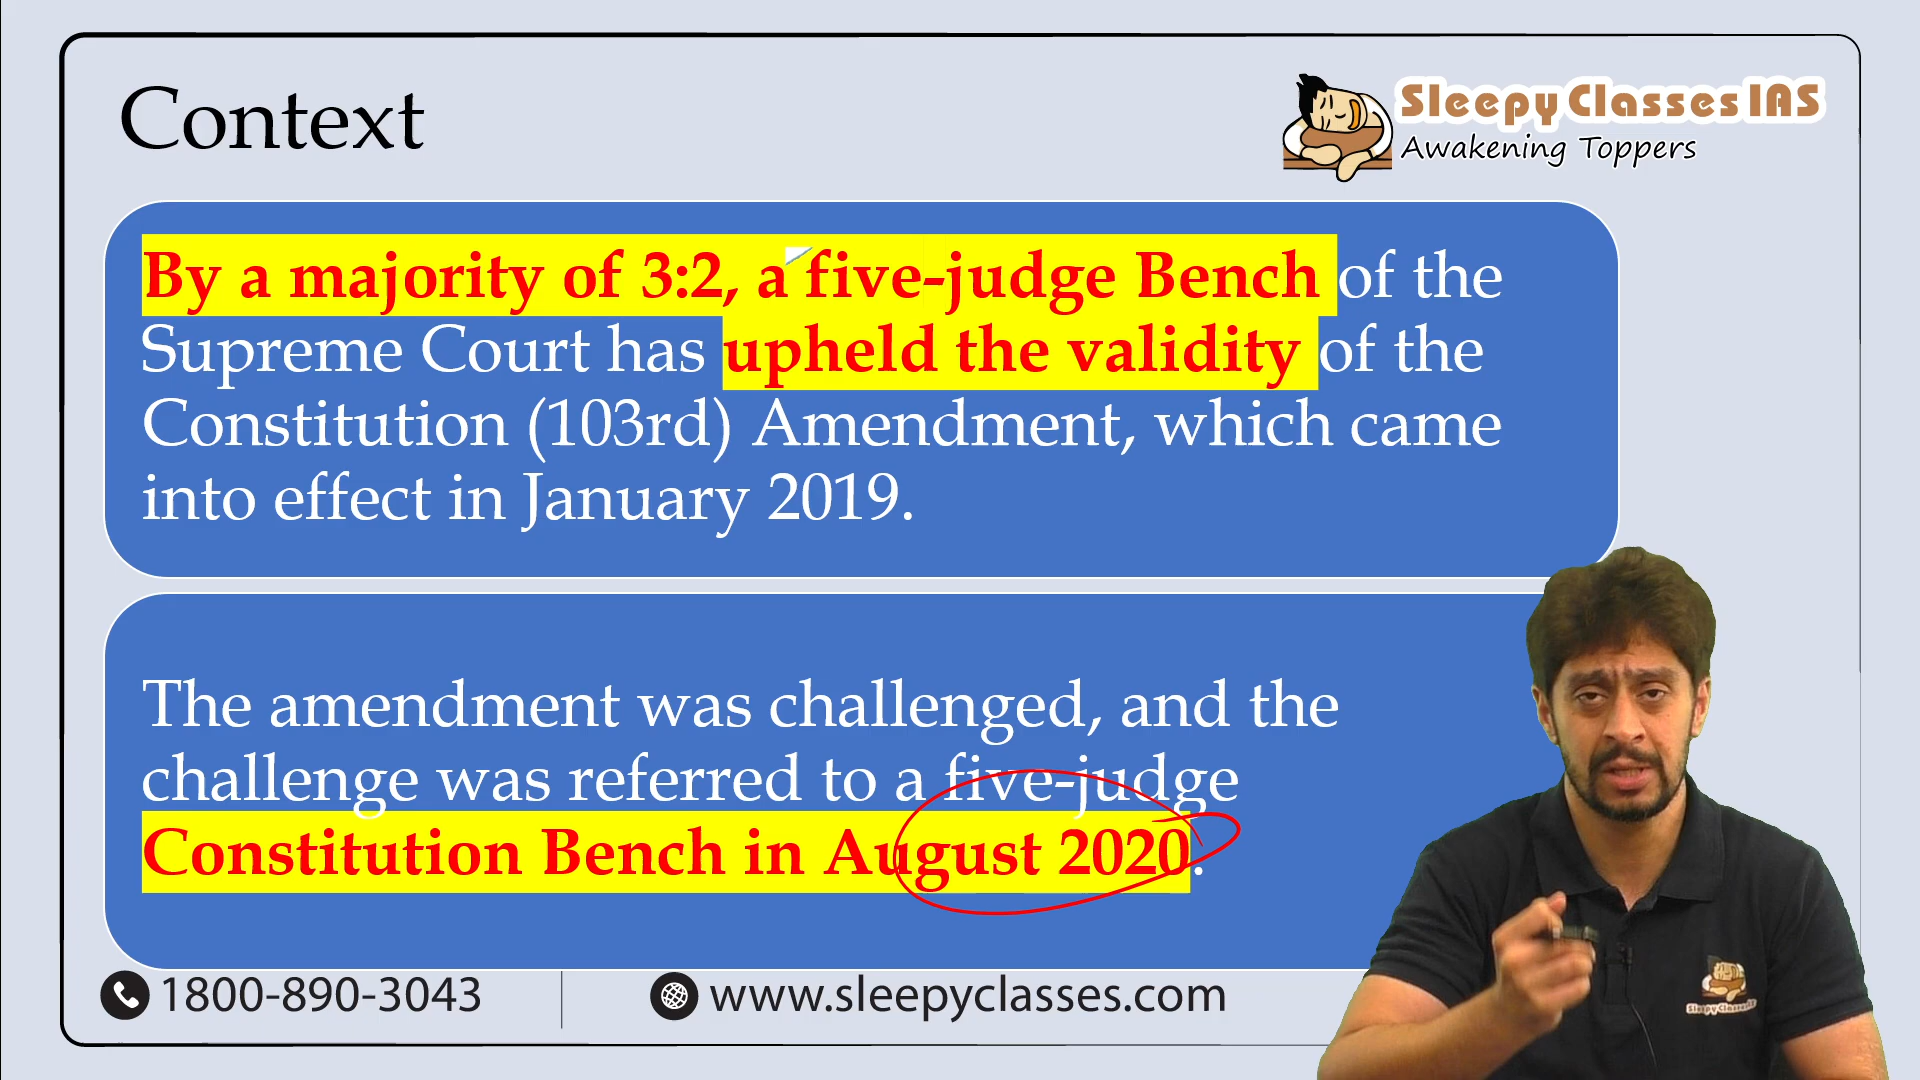 Context
Sleepy Classes IAS
Awakening Toppers
By a majority of 3:2, a five-judge Bench of the
Supreme Court has upheld the validity of the
Constitution (103rd) Amendment, which came
into effect in January 2019.
The amendment was challenged, and the
challenge was referred to a five-judge
Constitution Bench in August 2020.
1800-890-3043
www.sleepyclasses.com
Sleepy Classes